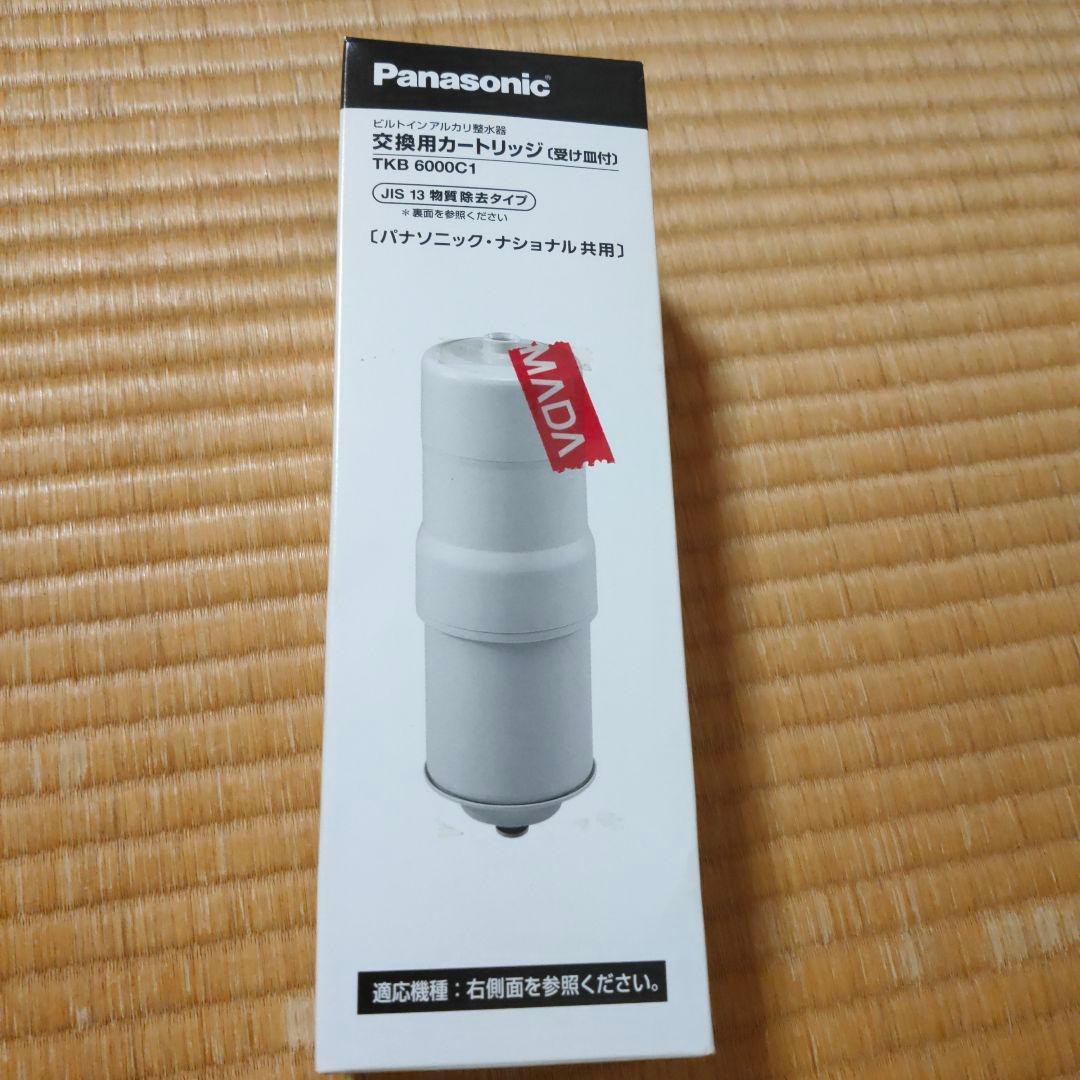 Panasonic
ビルトインアルカリ整水器
交換用カートリッジ〔受け皿付〕
TKB 6000C1
JIS 13 物質除去タイプ
＊裏面を参照ください
〔パナソニック・ナショナル共用〕
MADA
適応機種：右側面を参照ください。